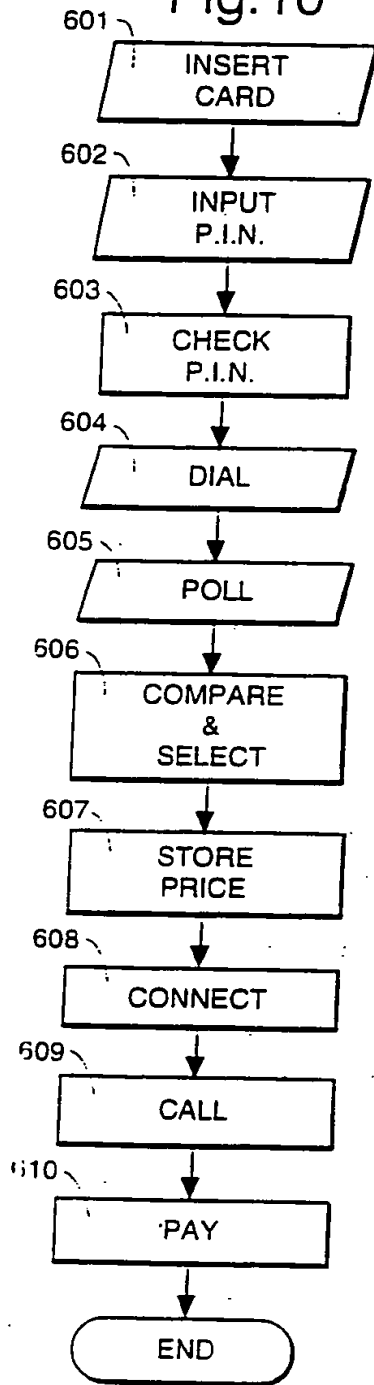 Fig. 10
601
INSERT
CARD
602
INPUT
P.I.N.
603
CHECK
P.I.N.
604
DIAL
605
POLL
606
COMPARE
&
SELECT
607
STORE
PRICE
608
CONNECT
609
CALL
610
PAY
END